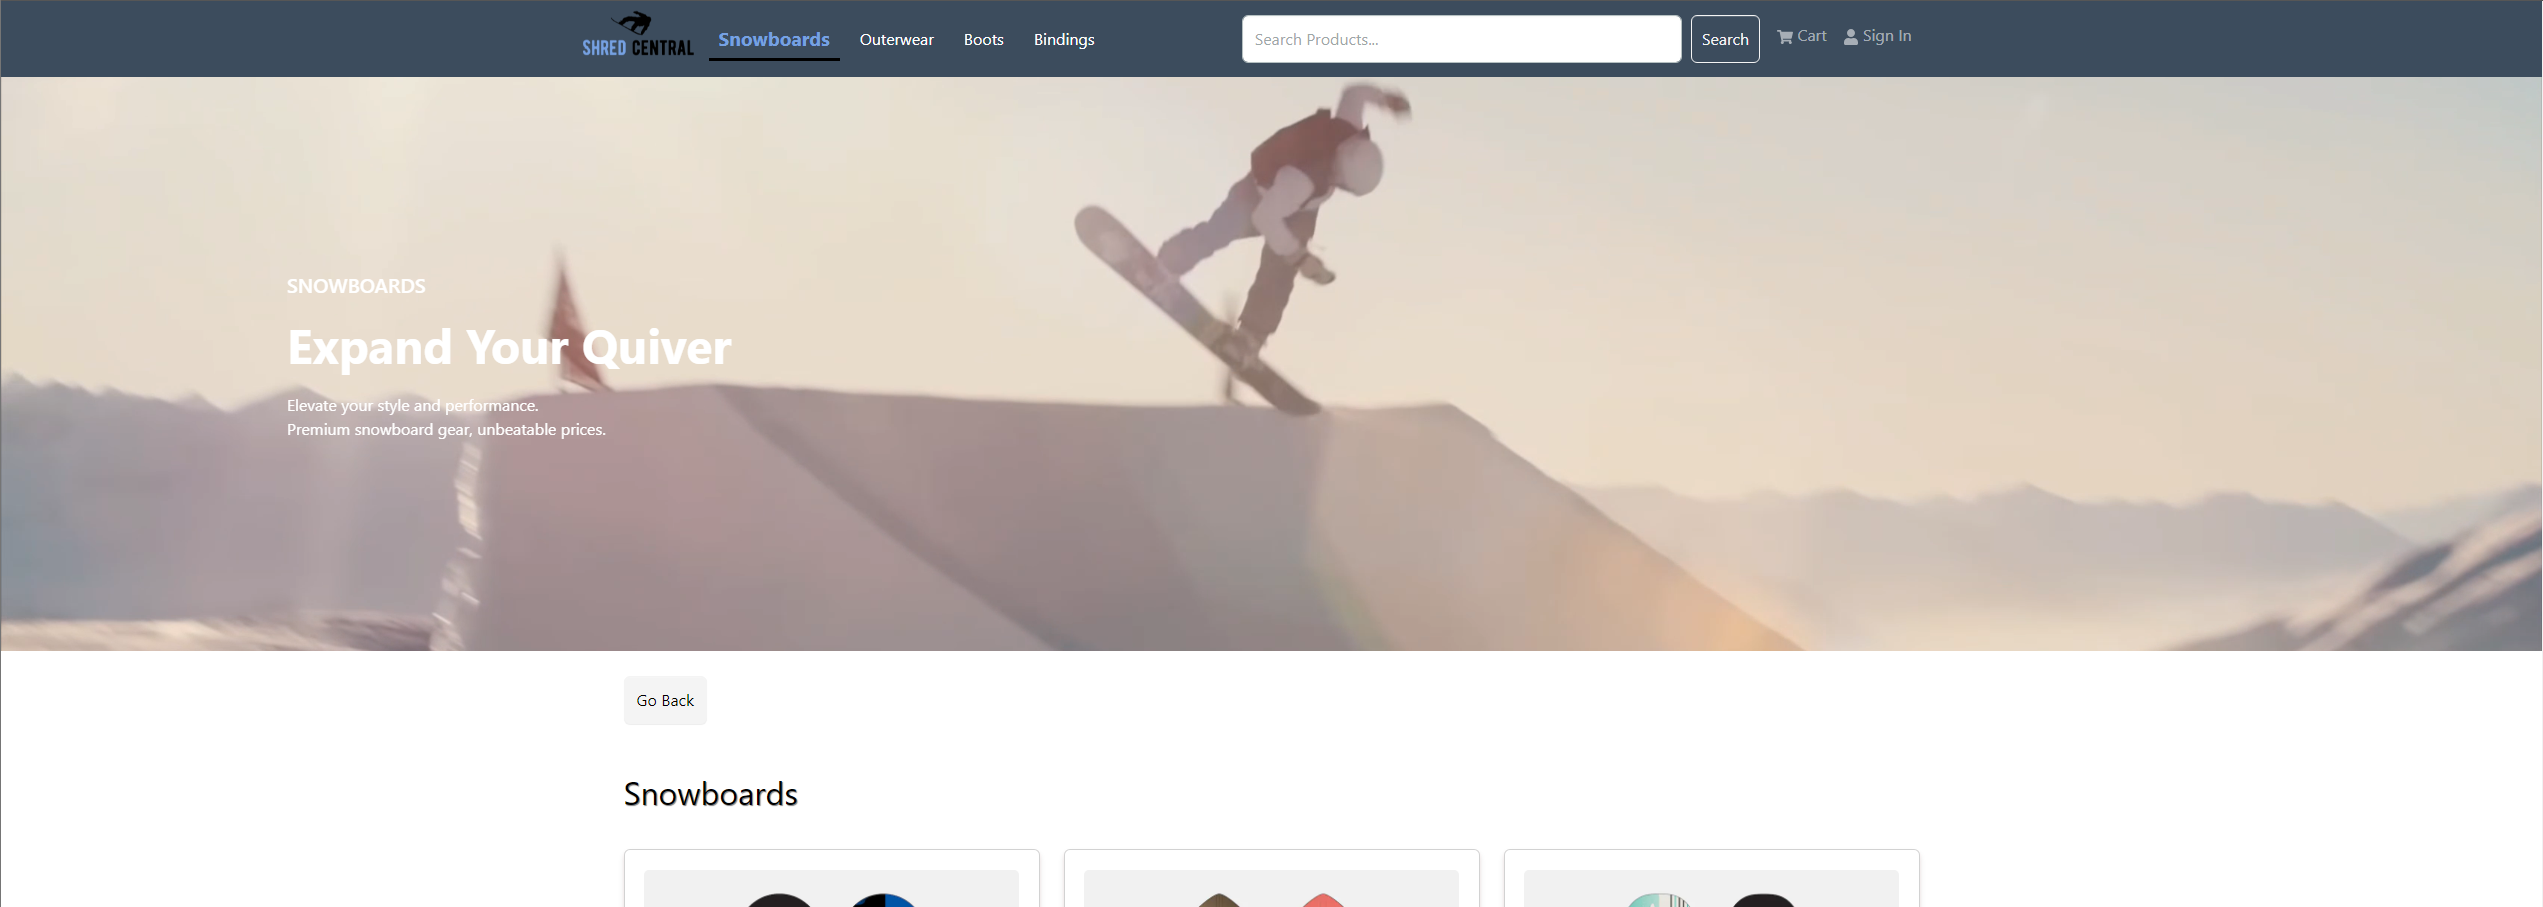 SHRED CENTRAL
Snowboards
Outerwear
Boots
Bindings
Search Products...
Search
Cart
Sign In
SNOWBOARDS
Expand Your Quiver
Elevate your style and performance.
Premium snowboard gear, unbeatable prices.
Go Back
Snowboards